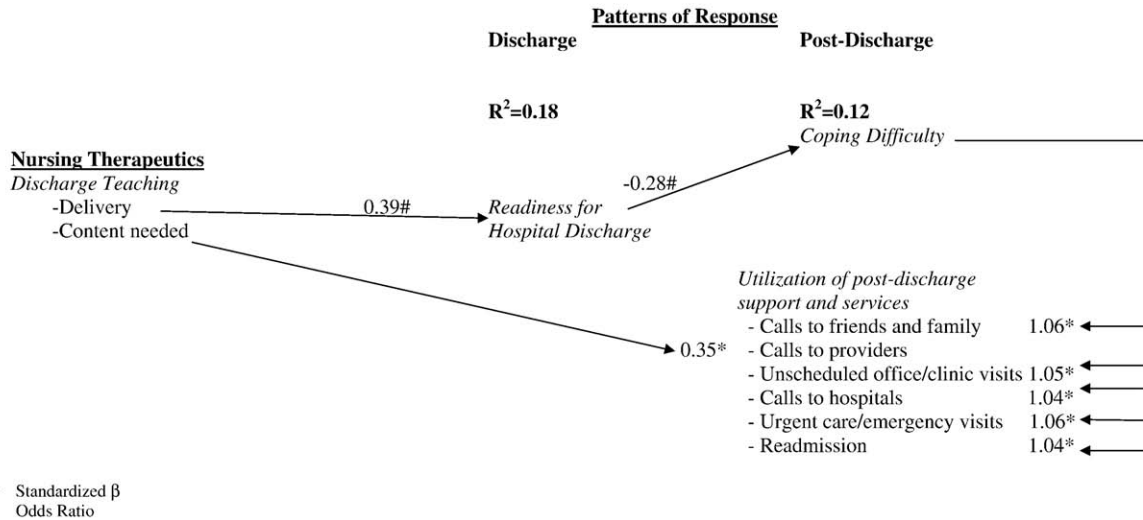 Patterns of Response
Discharge Post-Discharge
R²=0.18 R²=0.12
Coping Difficulty
Nursing Therapeutics
Discharge Teaching
-Delivery
-Content needed
0.39#
-0.28#
Readiness for
Hospital Discharge
Utilization of post-discharge
support and services
- Calls to friends and family 1.06*
0.35* - Calls to providers
- Unscheduled office/clinic visits 1.05*
- Calls to hospitals 1.04*
- Urgent care/emergency visits 1.06*
- Readmission 1.04*
Standardized β
Odds Ratio